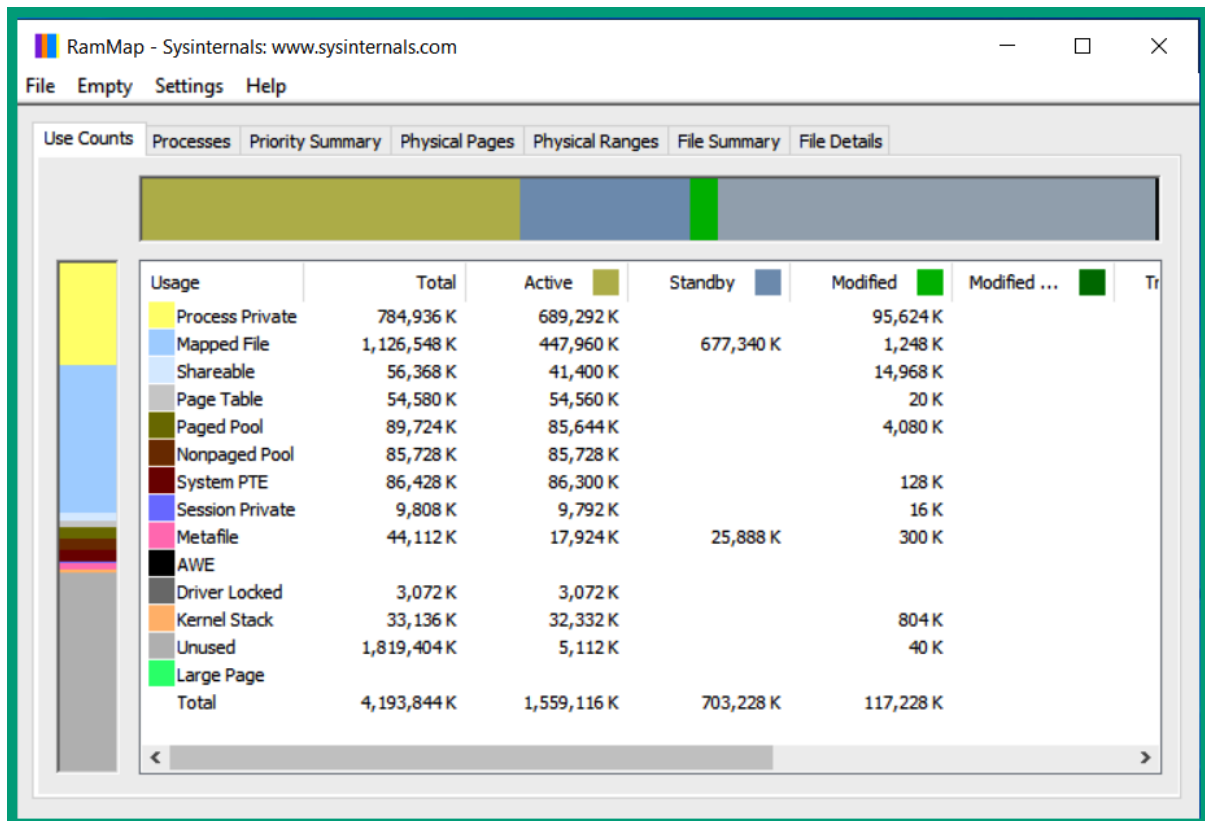 RamMap - Sysinternals: www.sysinternals.com
File Empty Settings Help
Use Counts Processes Priority Summary Physical Pages Physical Ranges File Summary File Details
Usage Total Active Standby Modified Modified ... Tr
Process Private 784,936 K 689,292 K 95,624 K
Mapped File 1,126,548 K 447,960 K 677,340 K 1,248 K
Shareable 56,368 K 41,400 K 14,968 K
Page Table 54,580 K 54,560 K 20 K
Paged Pool 89,724 K 85,644 K 4,080 K
Nonpaged Pool 85,728 K 85,728 K
System PTE 86,428 K 86,300 K 128 K
Session Private 9,808 K 9,792 K 16 K
Metafile 44,112 K 17,924 K 25,888 K 300 K
AWE
Driver Locked 3,072 K 3,072 K
Kernel Stack 33,136 K 32,332 K 804 K
Unused 1,819,404 K 5,112 K 40 K
Large Page
Total 4,193,844 K 1,559,116 K 703,228 K 117,228 K